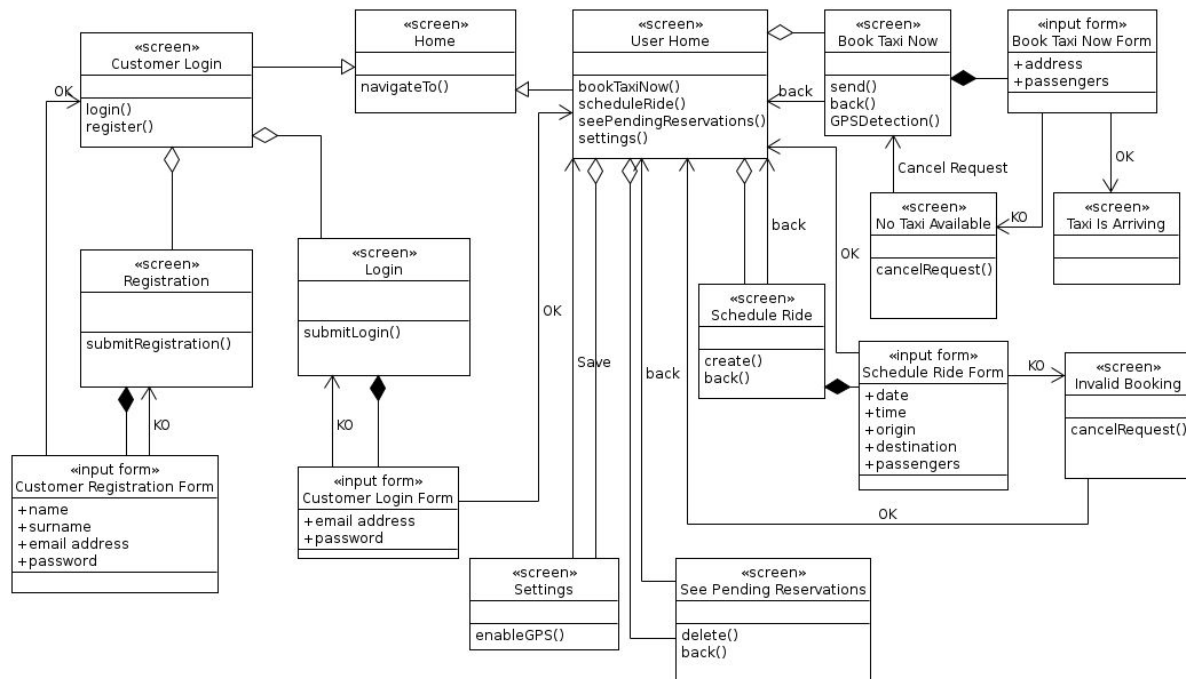 «screen»
Customer Login
login()
register()
«screen»
Home
navigateTo()
«screen»
User Home
bookTaxiNow()
scheduleRide()
seePendingReservations()
settings()
«screen»
Book Taxi Now
send()
back()
GPSDetection()
«input form»
Book Taxi Now Form
+address
+passengers
OK
back
Cancel Request
OK
KO
«screen»
No Taxi Available
cancelRequest()
«screen»
Taxi Is Arriving
«screen»
Registration
submitRegistration()
«screen»
Login
submitLogin()
back
OK
«screen»
Schedule Ride
create()
back()
«input form»
Schedule Ride Form
+date
+time
+origin
+destination
+passengers
KO
«screen»
Invalid Booking
cancelRequest()
OK
Save
back
KO
KO
«input form»
Customer Registration Form
+name
+surname
+email address
+password
«input form»
Customer Login Form
+email address
+password
OK
«screen»
Settings
enableGPS()
«screen»
See Pending Reservations
delete()
back()